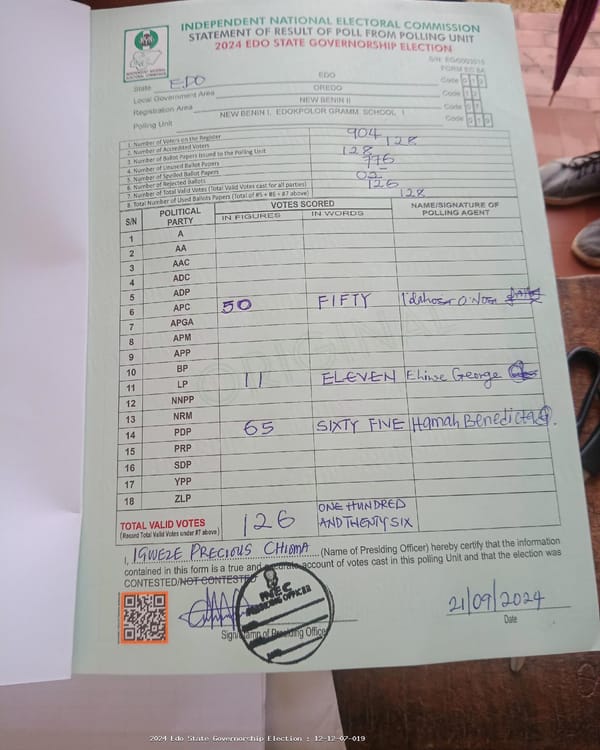 INDEPENDENT NATIONAL ELECTORAL COMMISSION
STATEMENT OF RESULT OF POLL FROM POLLING UNIT
2024 EDO STATE GOVERNORSHIP ELECTION
FORM EC 8A
State EDO EDO Code
Local Government Area OREDO Code
Registration Area NEW BENIN II Code
Polling Unit NEW BENIN I, EDOKPOLOR GRAMM. SCHOOL I Code
1. Number of Voters on the Register 904
2. Number of Accredited Voters 128
3. Number of Ballot Papers Issued to the Polling Unit 128
4. Number of Unused Ballot Papers 776
5. Number of Spoiled Ballot Papers -
6. Number of Rejected Ballots 02
7. Number of Total Valid Votes (Total Valid Votes cast for all parties) 126
8. Total Number of Used Ballots Papers (Total of #5 + #6 + #7 above) 128
S/N POLITICAL PARTY VOTES SCORED NAME/SIGNATURE OF POLLING AGENT
IN FIGURES IN WORDS
1 A
2 AA
3 AAC
4 ADC
5 ADP
6 APC 50 FIFTY
7 APGA
8 APM
9 APP
10 BP
11 LP 11 ELEVEN Ehiwe George
12 NNPP
13 NRM
14 PDP 65 SIXTY FIVE Hamah Benedicta
15 PRP
16 SDP
17 YPP
18 ZLP
TOTAL VALID VOTES 126 ONE HUNDRED AND TWENTY SIX
(Record Total Valid Votes under #7 above)
I, IGWEZE PRECIOUS CHIOMA (Name of Presiding Officer) hereby certify that the information
contained in this form is a true and accurate account of votes cast in this polling Unit and that the election was
CONTESTED/NOT CONTESTED
INEC
PRESIDING OFFICER
21/09/2024
Sign/Stamp of Presiding Officer Date
2024 Edo State Governorship Election : 12-12-07-019